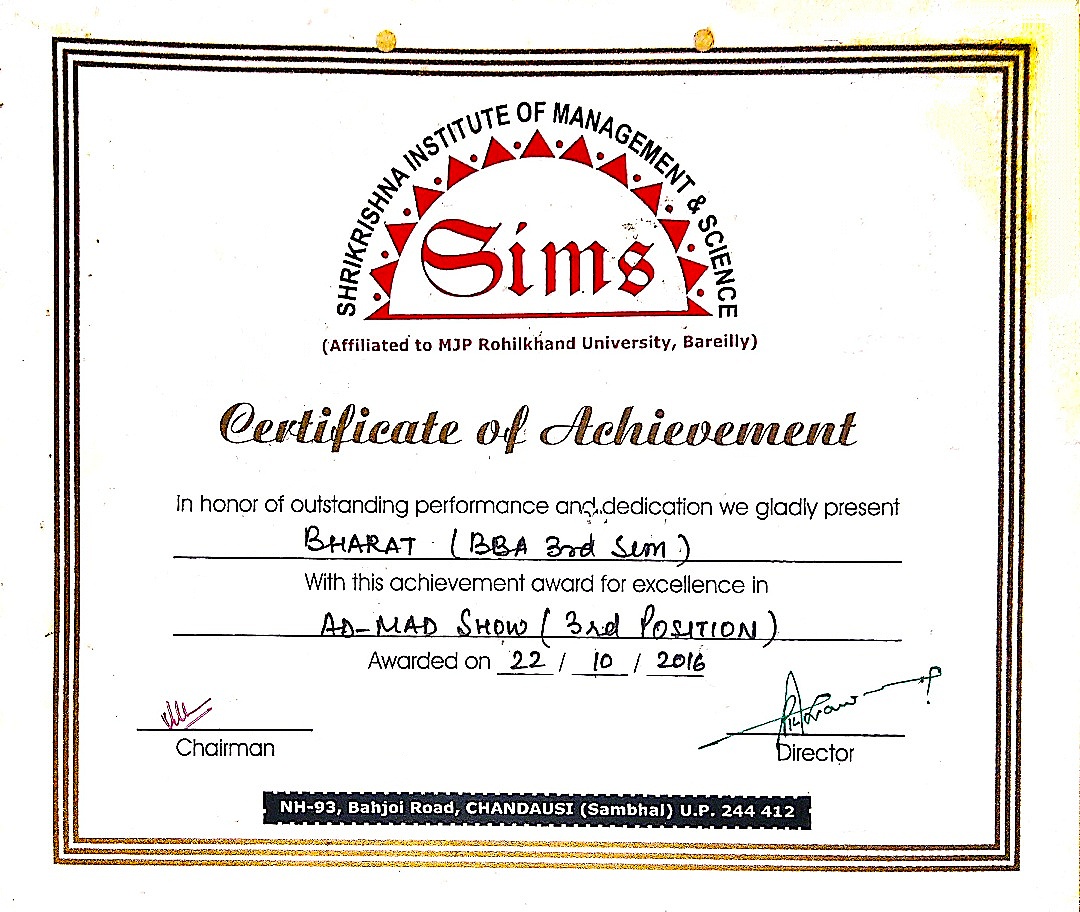 SHRIKRISHNA INSTITUTE OF MANAGEMENT & SCIENCE
Sims
(Affiliated to MJP Rohilkhand University, Bareilly)
Certificate of Achievement
In honor of outstanding performance and dedication we gladly present
BHARAT (BBA 3rd Sem)
With this achievement award for excellence in
AD-MAD SHOW (3rd POSITION)
Awarded on 22 / 10 / 2016
Chairman
Director
NH-93, Bahjoi Road, CHANDAUSI (Sambhal) U.P. 244 412